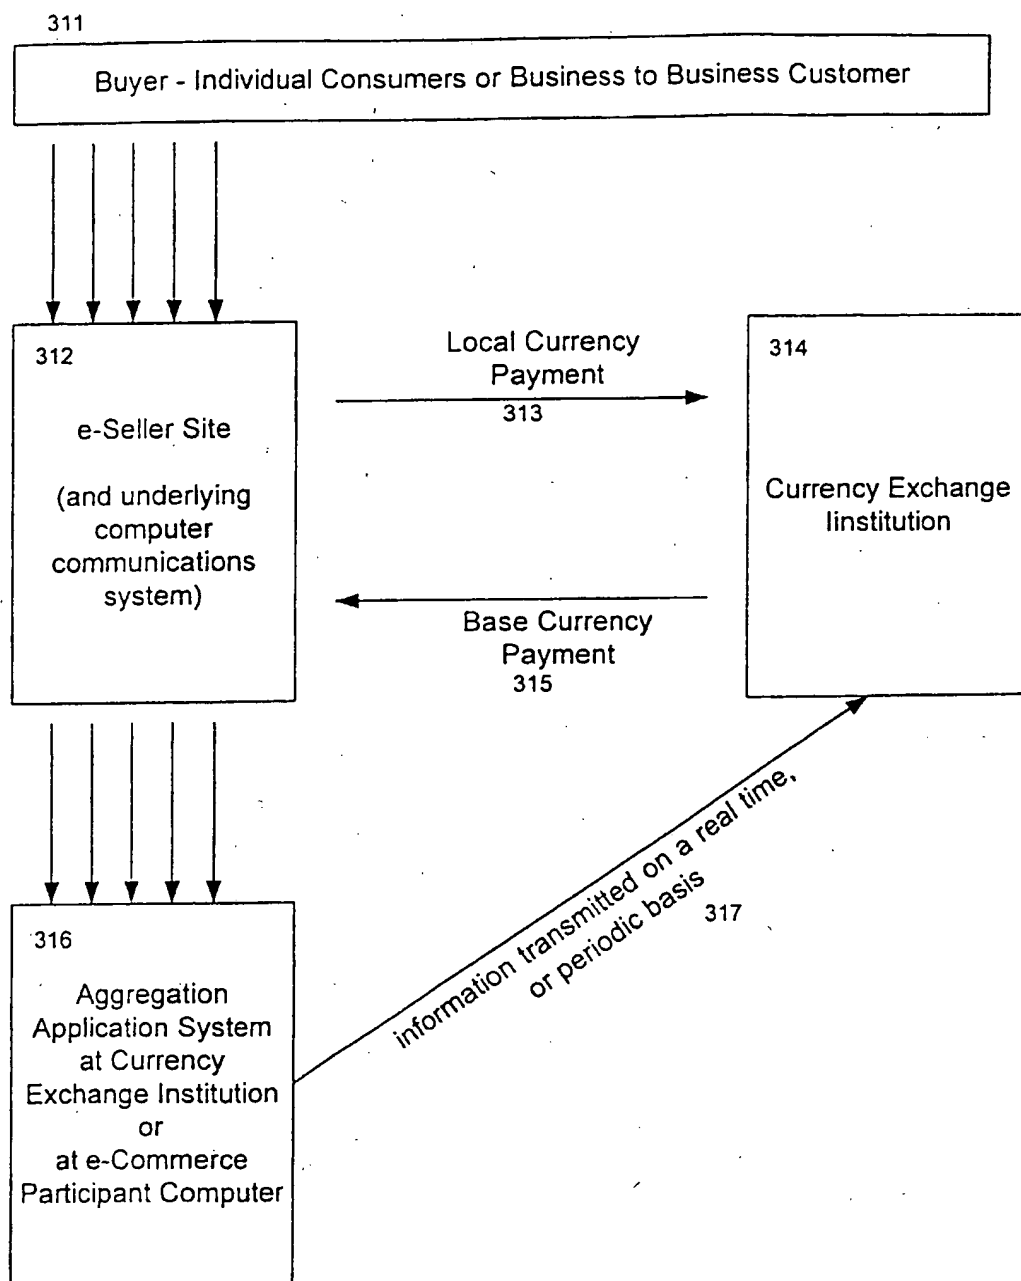 311
Buyer - Individual Consumers or Business to Business Customer
312
e-Seller Site
(and underlying
computer
communications
system)
Local Currency
Payment
313
314
Currency Exchange
Iinstitution
Base Currency
Payment
315
316
Aggregation
Application System
at Currency
Exchange Institution
or
at e-Commerce
Participant Computer
information transmitted on a real time,
or periodic basis
317